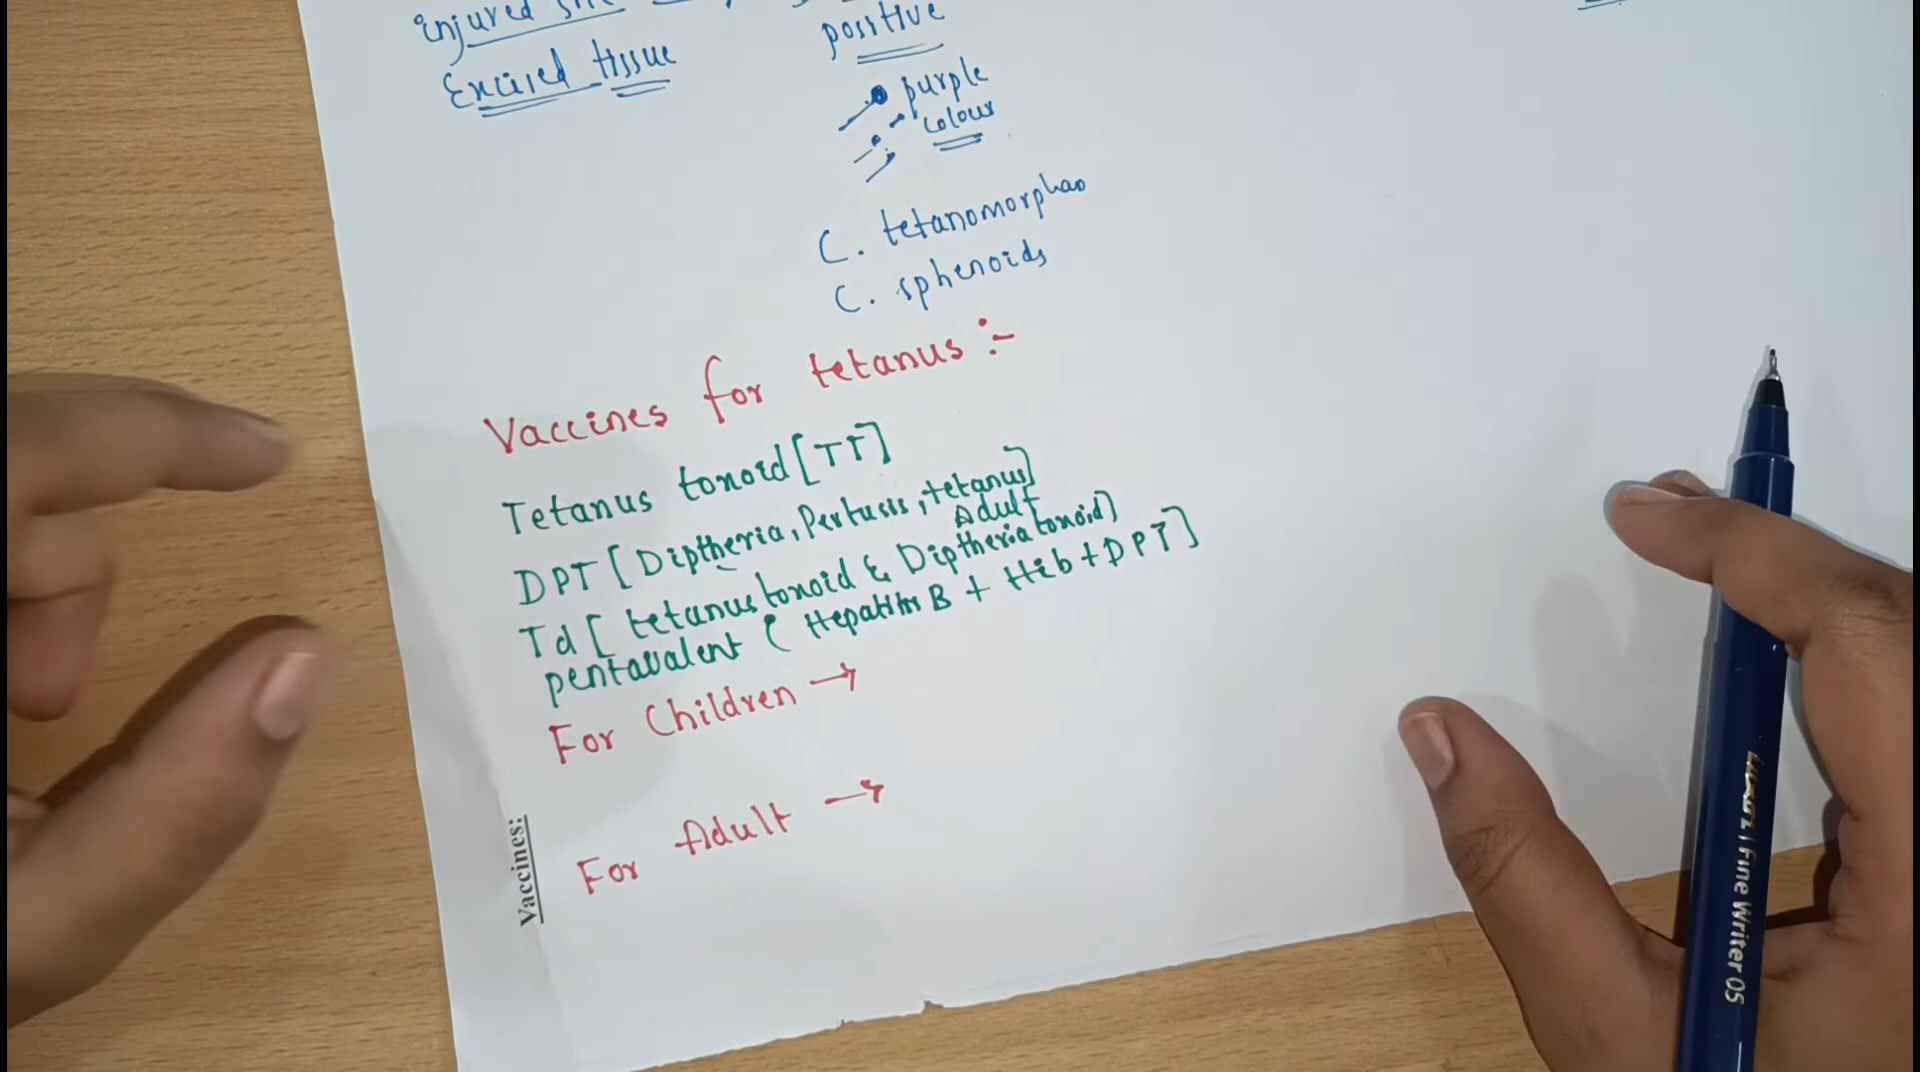 injured
Excised tissue
positive
purple
colour
C. tetanomorphao
C. sphenoids
Vaccines for tetanus :-
Tetanus toxoid [TT]
DPT [Diptheria, Pertusis, tetanus]
Adult
Td [tetanus toxoid & Diptheria toxoid)
pentavalent ( Hepatitis B + Hib + DPT]
For Children →
For Adult →
Vaccines:
Fine Writer 05